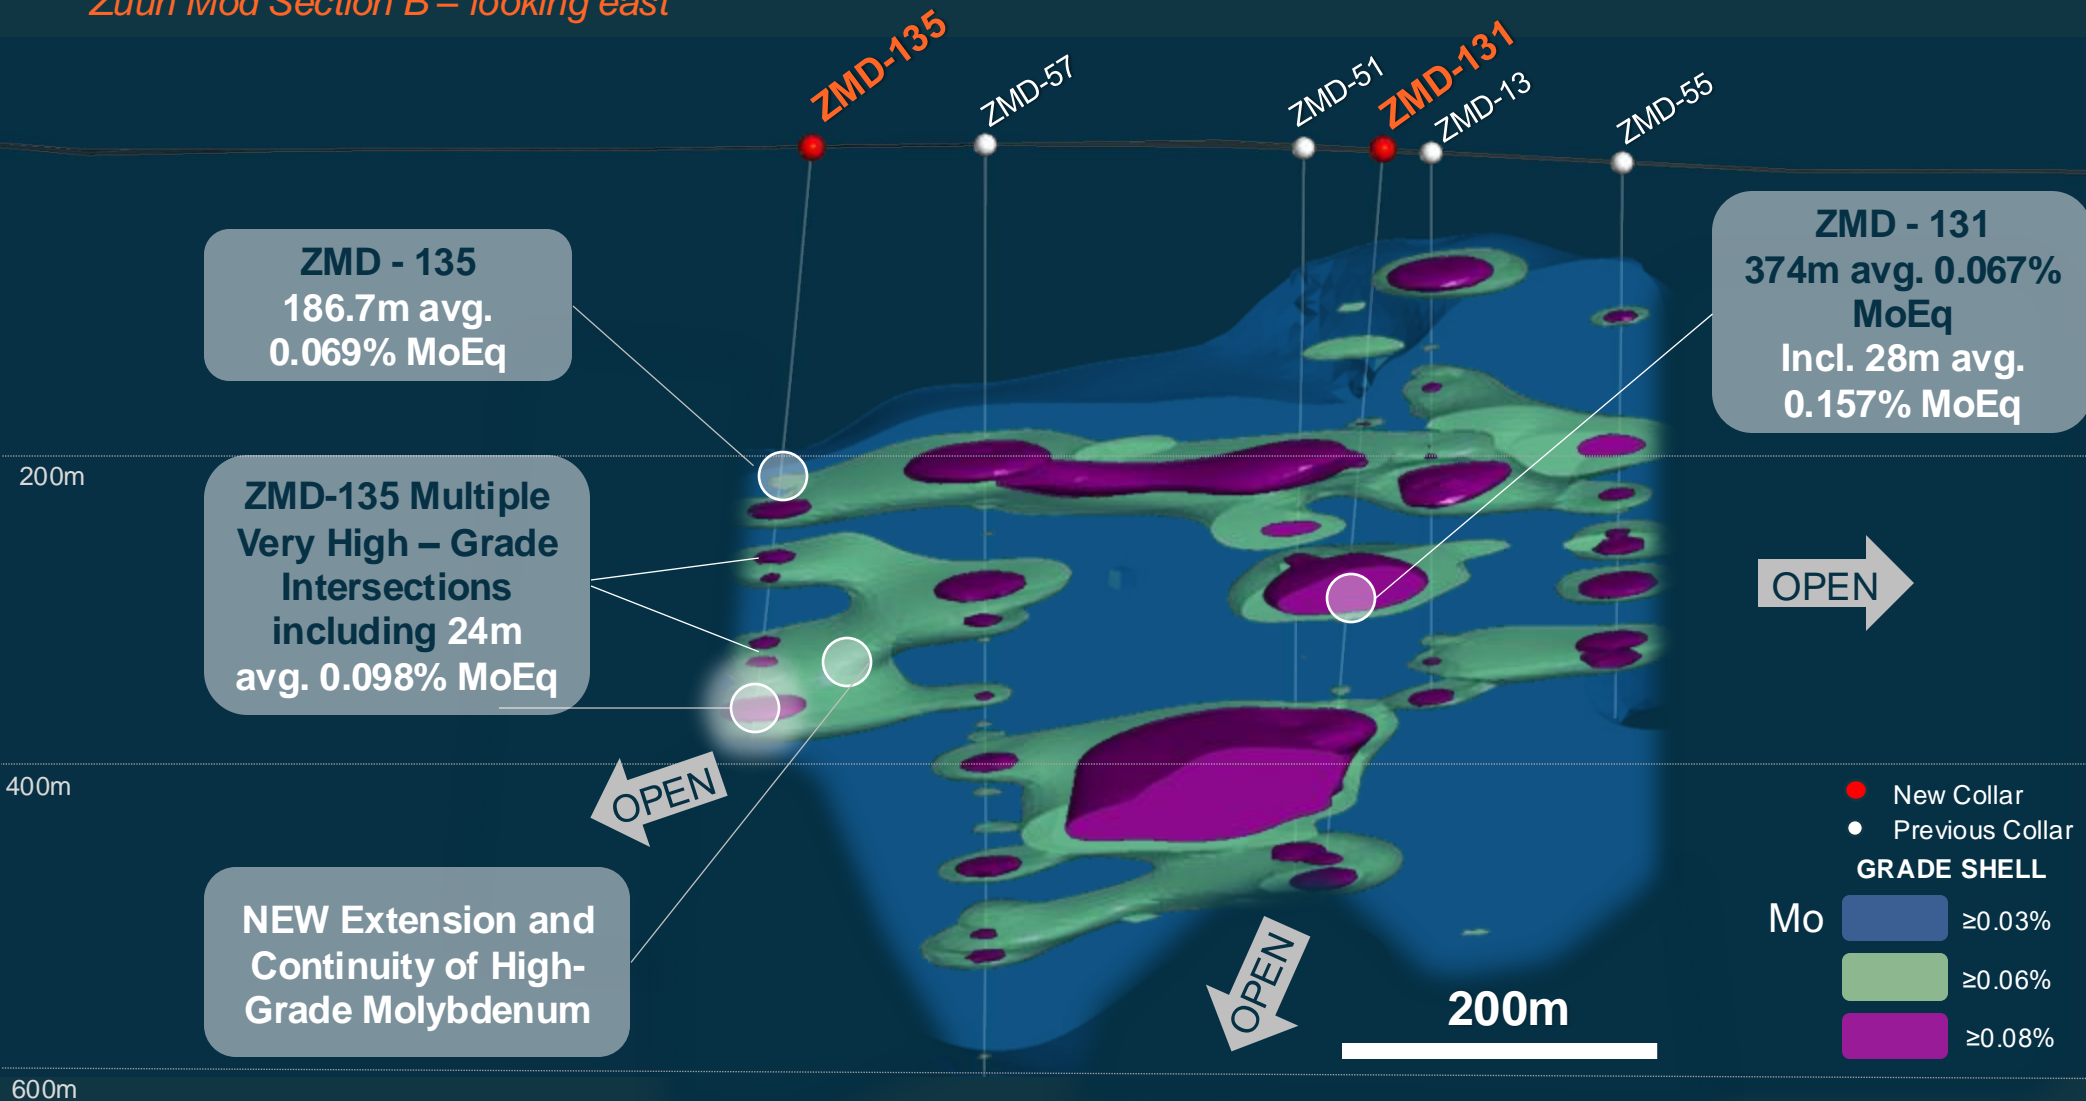 Zuun Mod Section B – looking east
ZMD-135
ZMD-57
ZMD-51
ZMD-131
ZMD-13
ZMD-55
ZMD - 135
186.7m avg.
0.069% MoEq
ZMD - 131
374m avg. 0.067%
MoEq
Incl. 28m avg.
0.157% MoEq
200m
ZMD-135 Multiple
Very High – Grade
Intersections
including 24m
avg. 0.098% MoEq
OPEN
OPEN
400m
NEW Extension and
Continuity of High-
Grade Molybdenum
OPEN
200m
New Collar
Previous Collar
GRADE SHELL
Mo
≥0.03%
≥0.06%
≥0.08%
600m